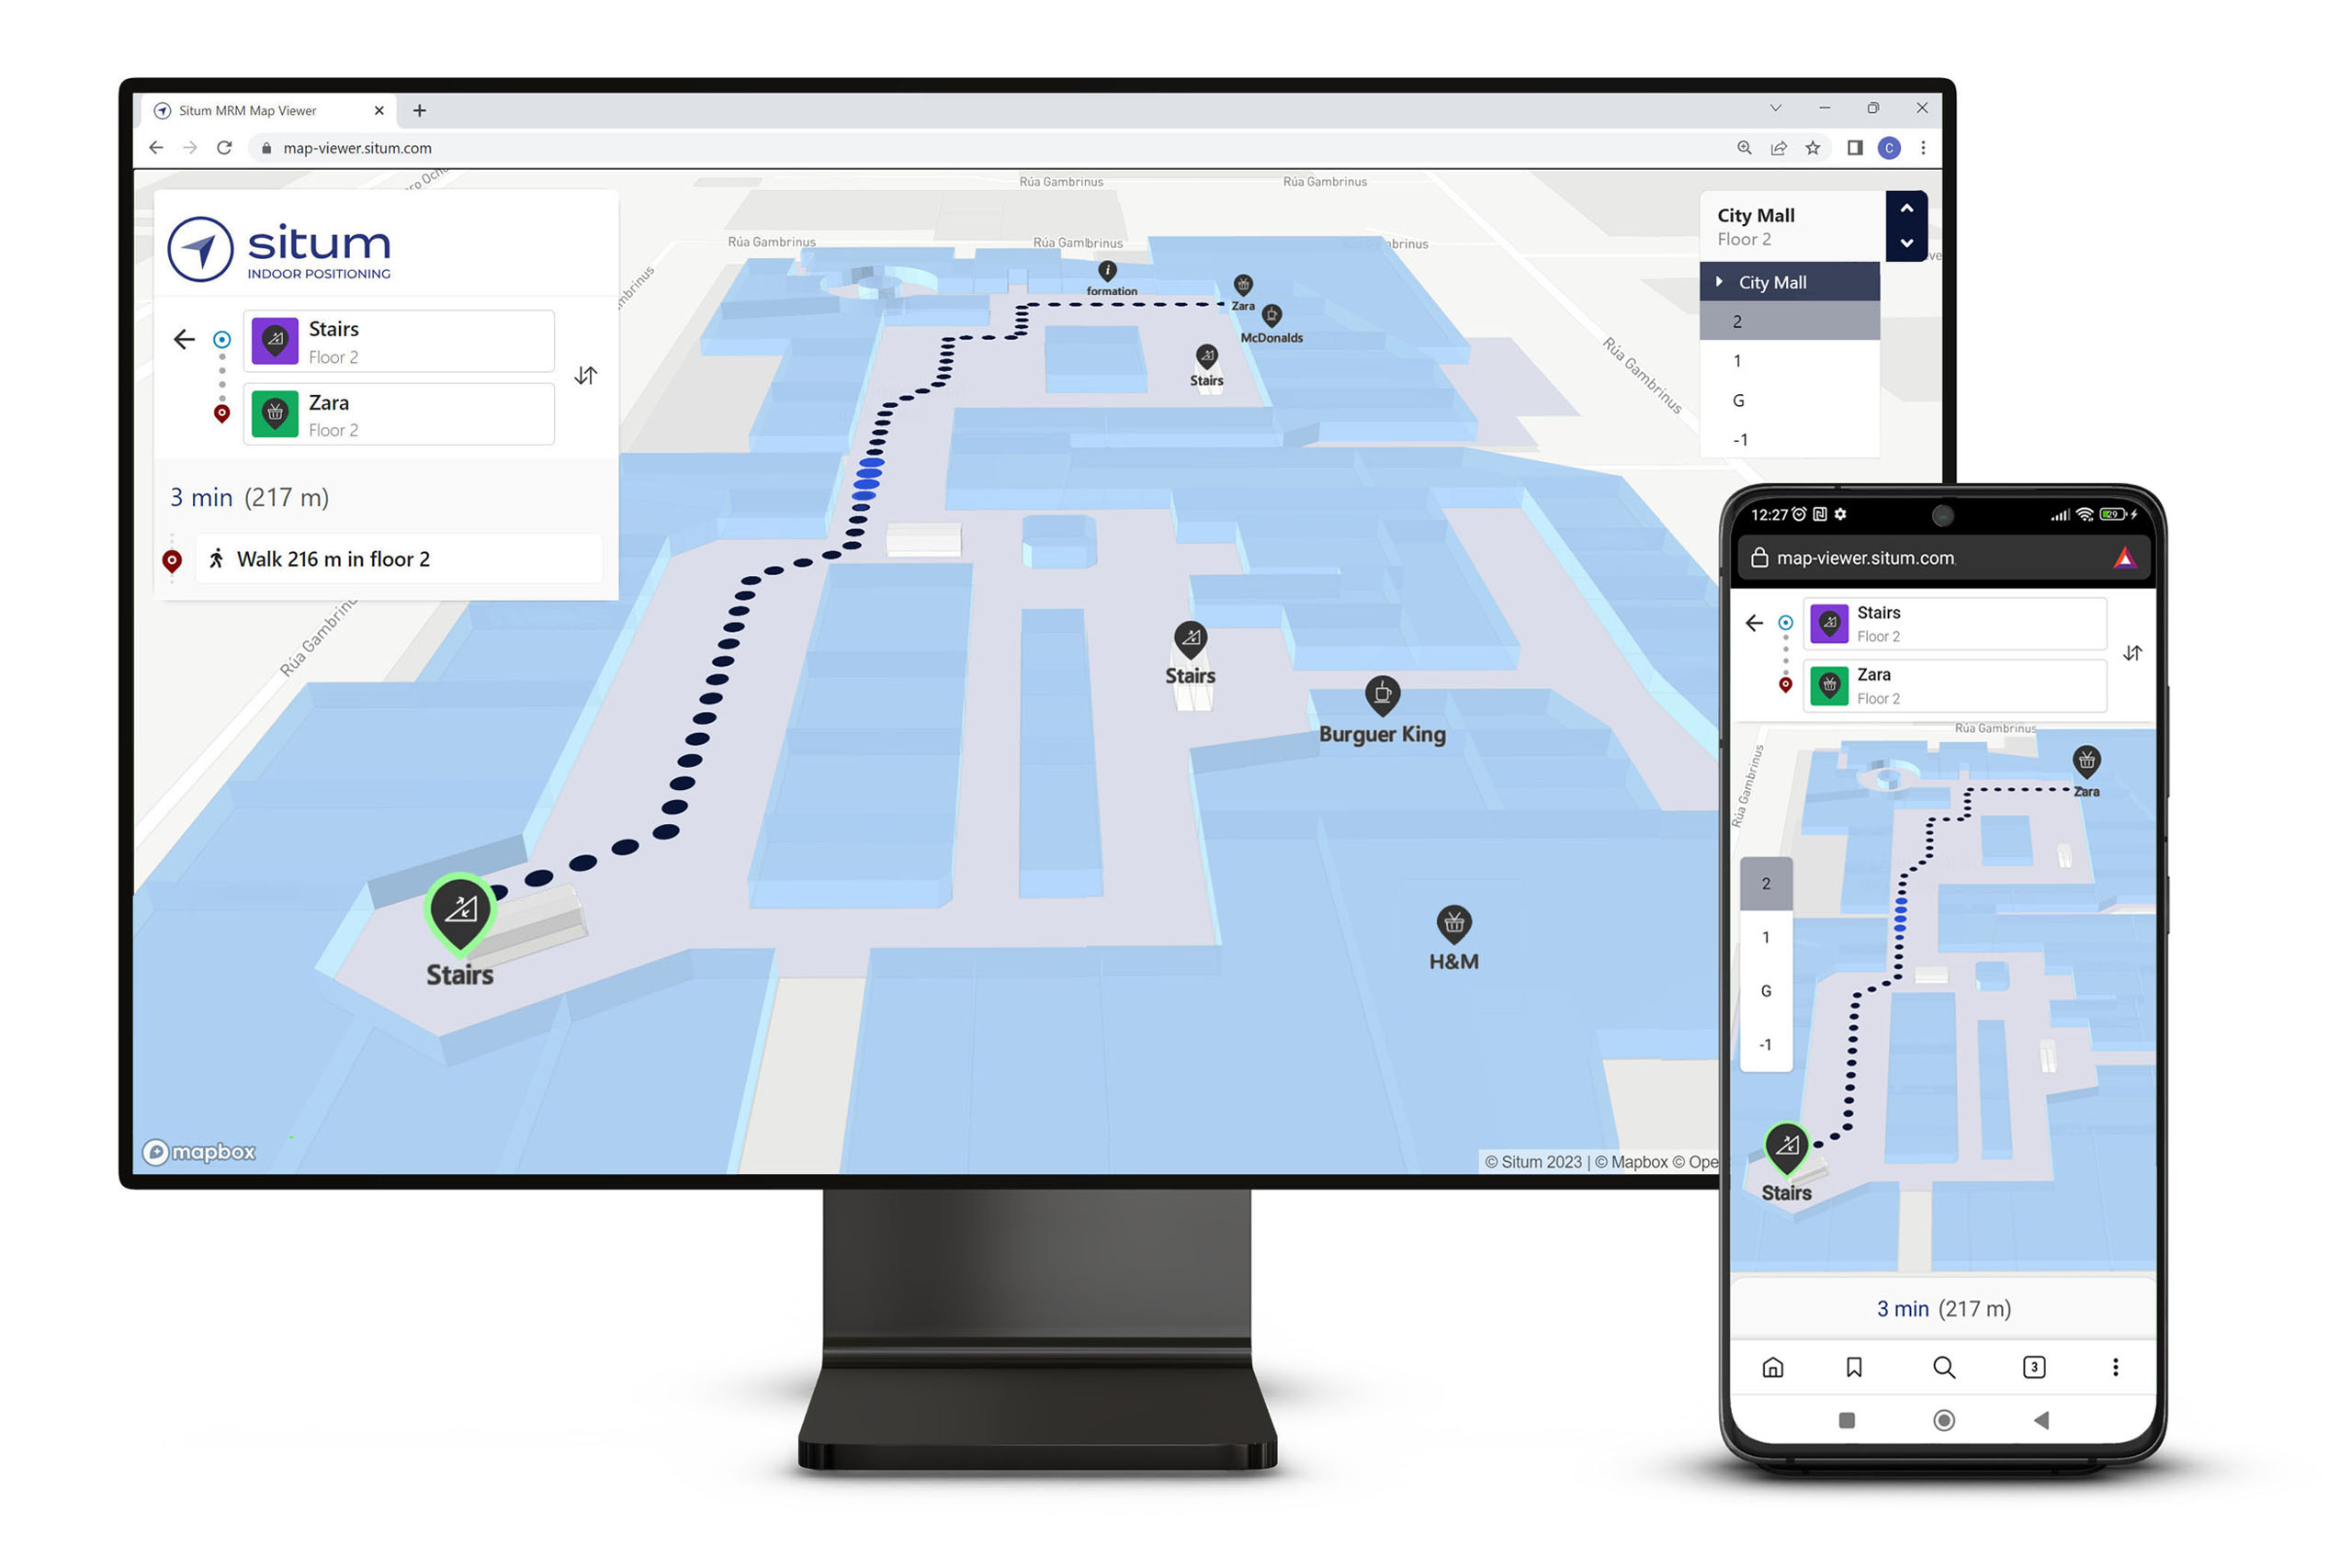 Situm MRM Map Viewer
map-viewer.situm.com
situm
INDOOR POSITIONING
Stairs
Floor 2
Zara
Floor 2
3 min (217 m)
Walk 216 m in floor 2
Rúa Gambrinus
Rúa Gambrinus
Rúa Gambrinus
Rúa Gambrinus
Rúa Gambrinus
Rúa Gambrinus
formation
Zara
McDonalds
Stairs
Stairs
Burguer King
H&M
Stairs
City Mall
Floor 2
City Mall
2
1
G
-1
mapbox
© Situm 2023 | © Mapbox © Ope
12:27
29
map-viewer.situm.com
Stairs
Floor 2
Zara
Floor 2
Rúa Gambrinus
Rúa Gambrinus
Zara
2
1
G
-1
Stairs
3 min (217 m)
3